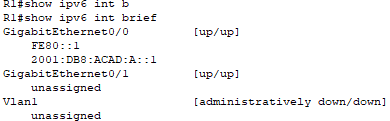 R1#show ipv6 int b
R1#show ipv6 int brief
GigabitEthernet0/0 [up/up]
FE80::1
2001:DB8:ACAD:A::1
GigabitEthernet0/1 [up/up]
unassigned
Vlan1 [administratively down/down]
unassigned